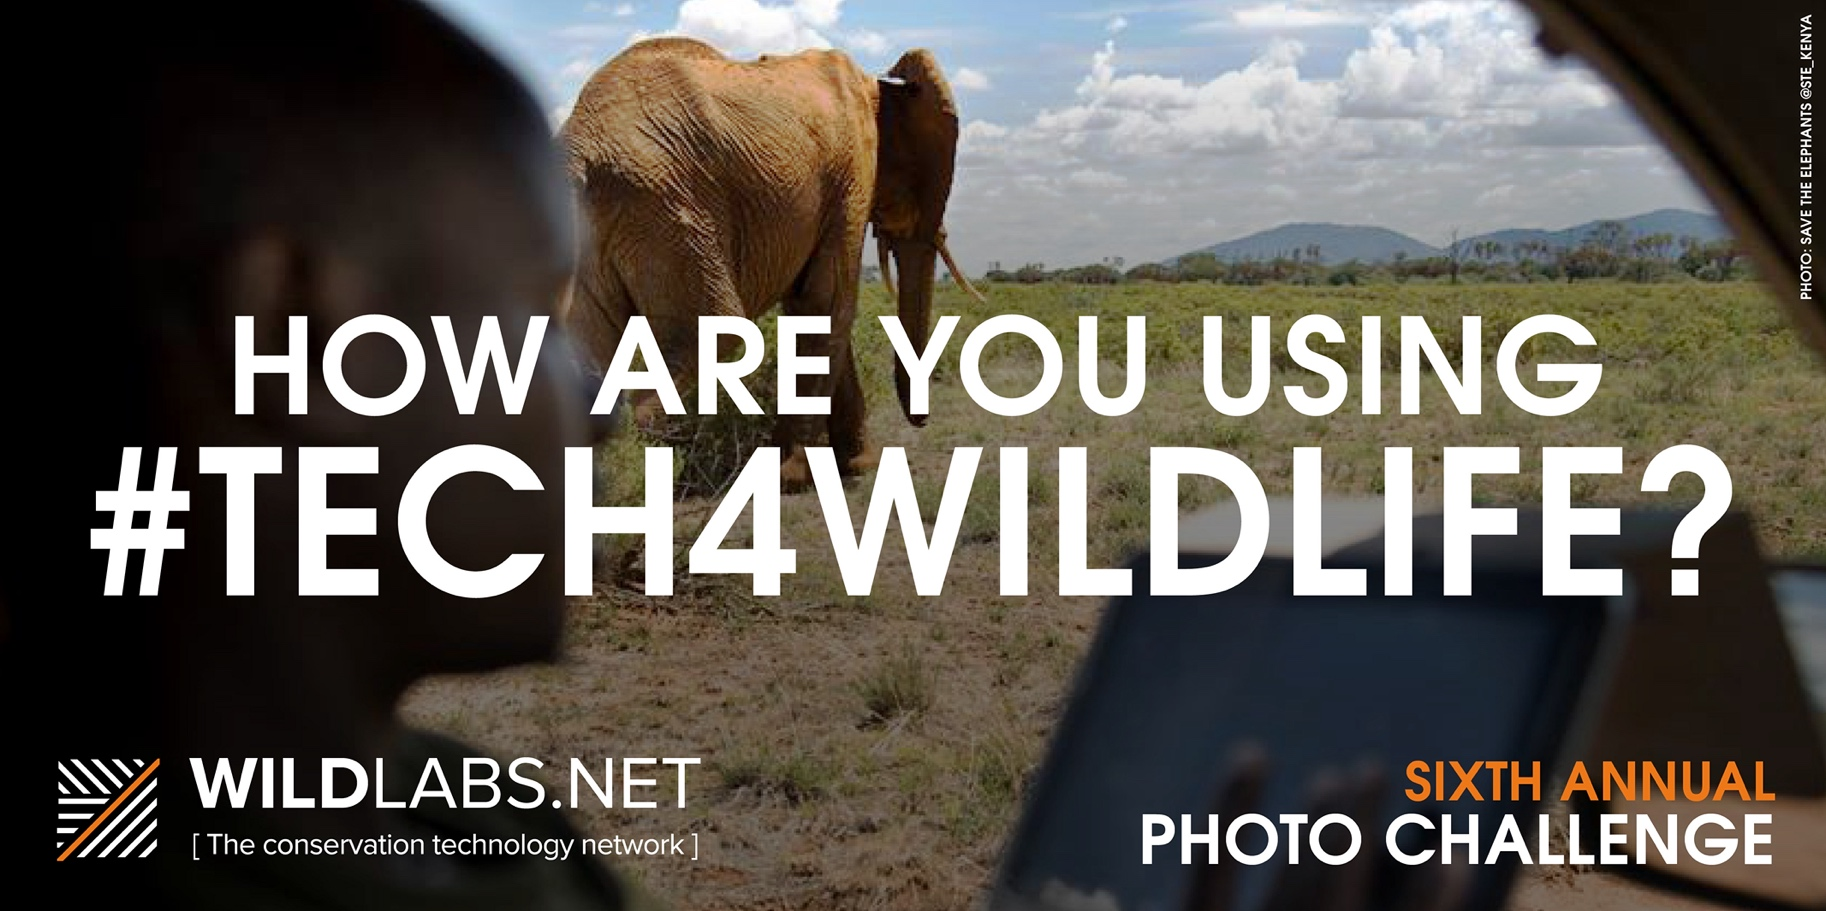 HOW ARE YOU USING
#TECH4WILDLIFE?
WILDLABS.NET
[ The conservation technology network ]
SIXTH ANNUAL
PHOTO CHALLENGE
PHOTO: SAVE THE ELEPHANTS @STE_KENYA